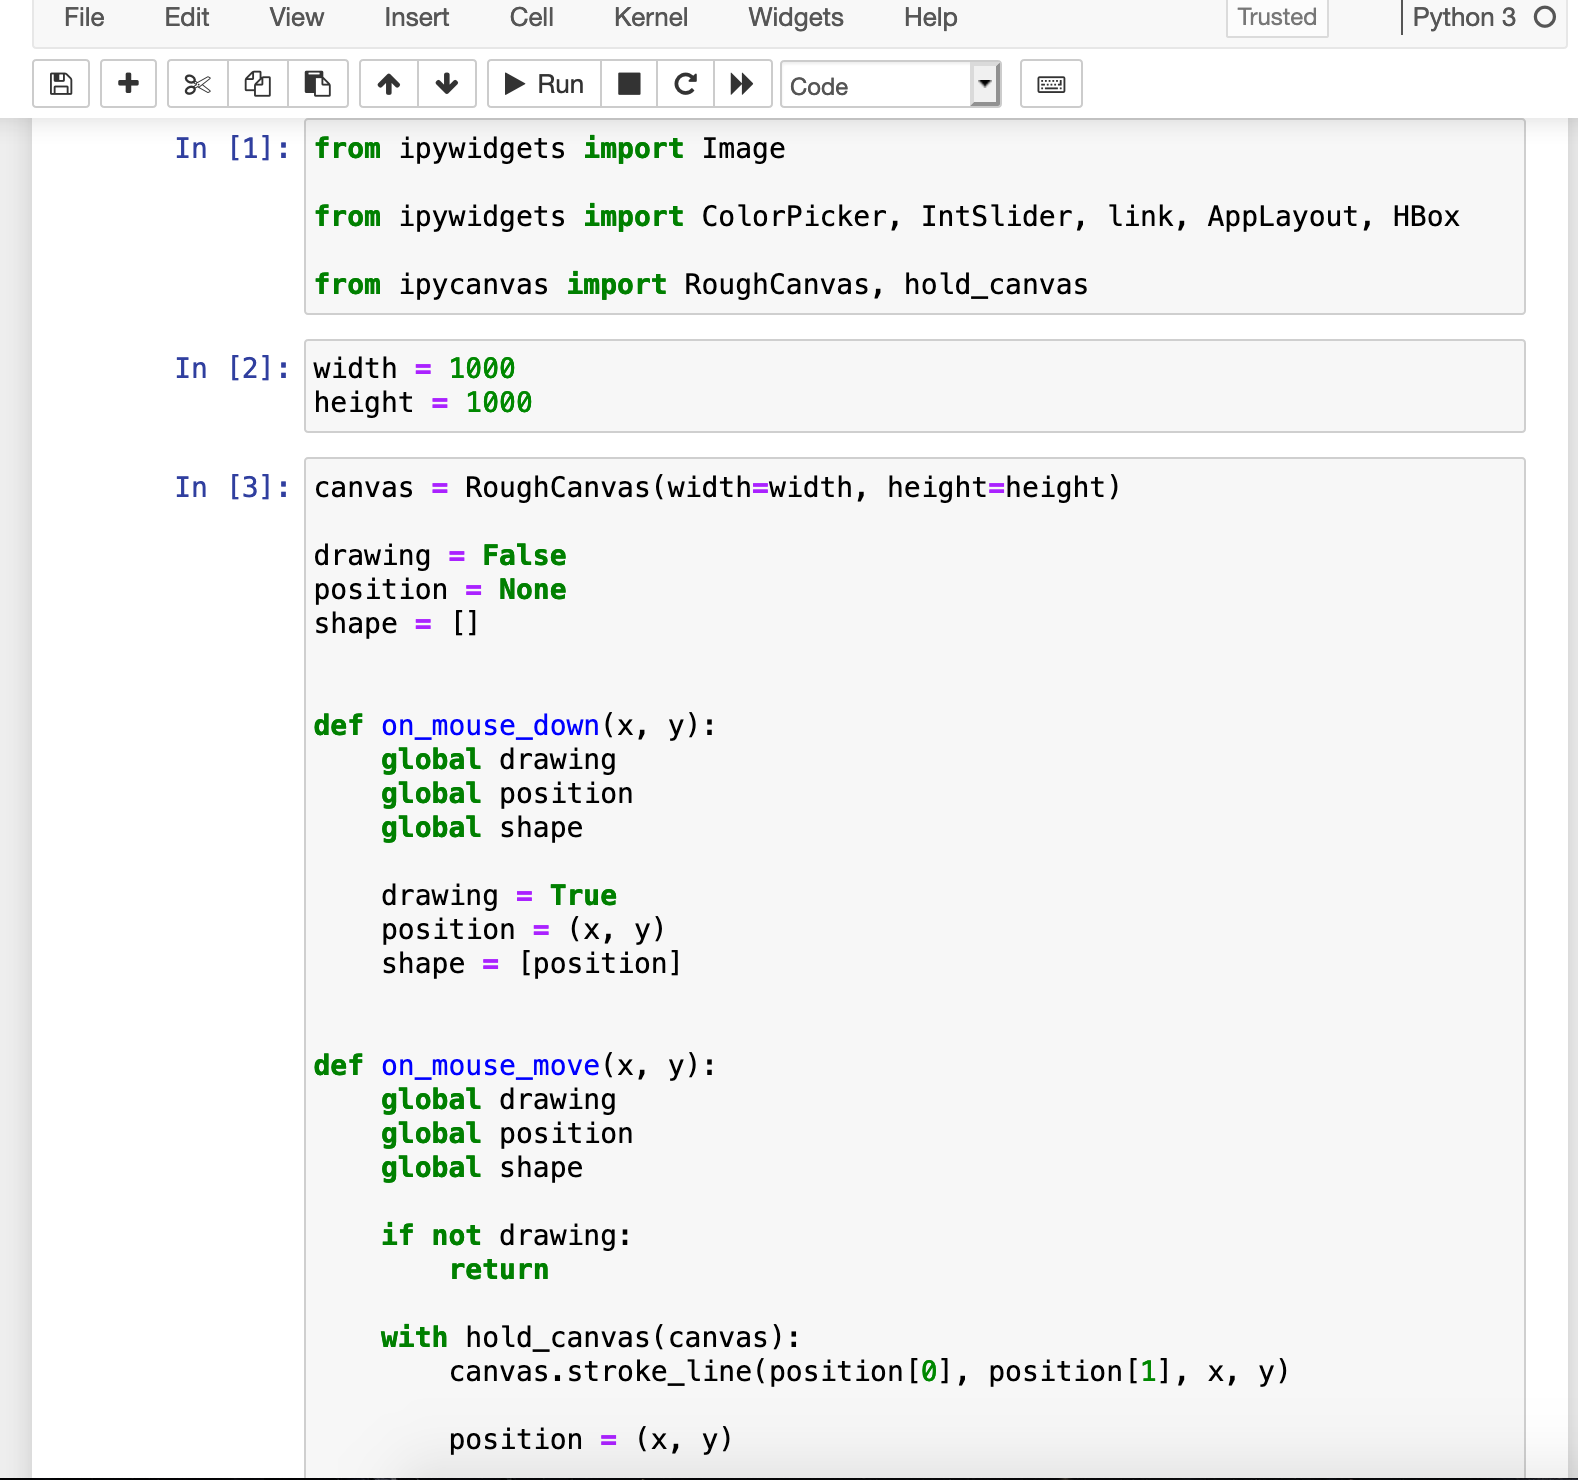 File Edit View Insert Cell Kernel Widgets Help Trusted Python 3
Run Code
In [1]: from ipywidgets import Image
from ipywidgets import ColorPicker, IntSlider, link, AppLayout, HBox
from ipycanvas import RoughCanvas, hold_canvas
In [2]: width = 1000
height = 1000
In [3]: canvas = RoughCanvas(width=width, height=height)
drawing = False
position = None
shape = []
def on_mouse_down(x, y):
    global drawing
    global position
    global shape
    drawing = True
    position = (x, y)
    shape = [position]
def on_mouse_move(x, y):
    global drawing
    global position
    global shape
    if not drawing:
        return
    with hold_canvas(canvas):
        canvas.stroke_line(position[0], position[1], x, y)
        position = (x, y)